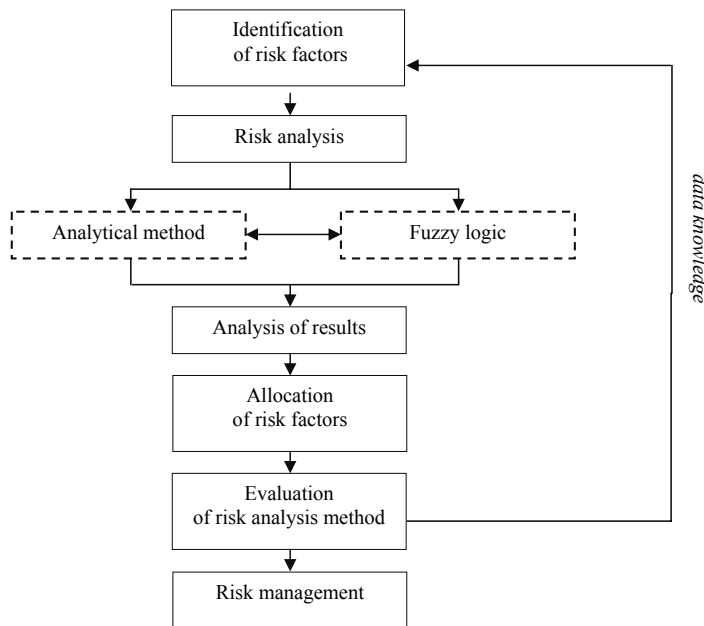 Identification
of risk factors
Risk analysis
Analytical method
Fuzzy logic
data knowledge
Analysis of results
Allocation
of risk factors
Evaluation
of risk analysis method
Risk management